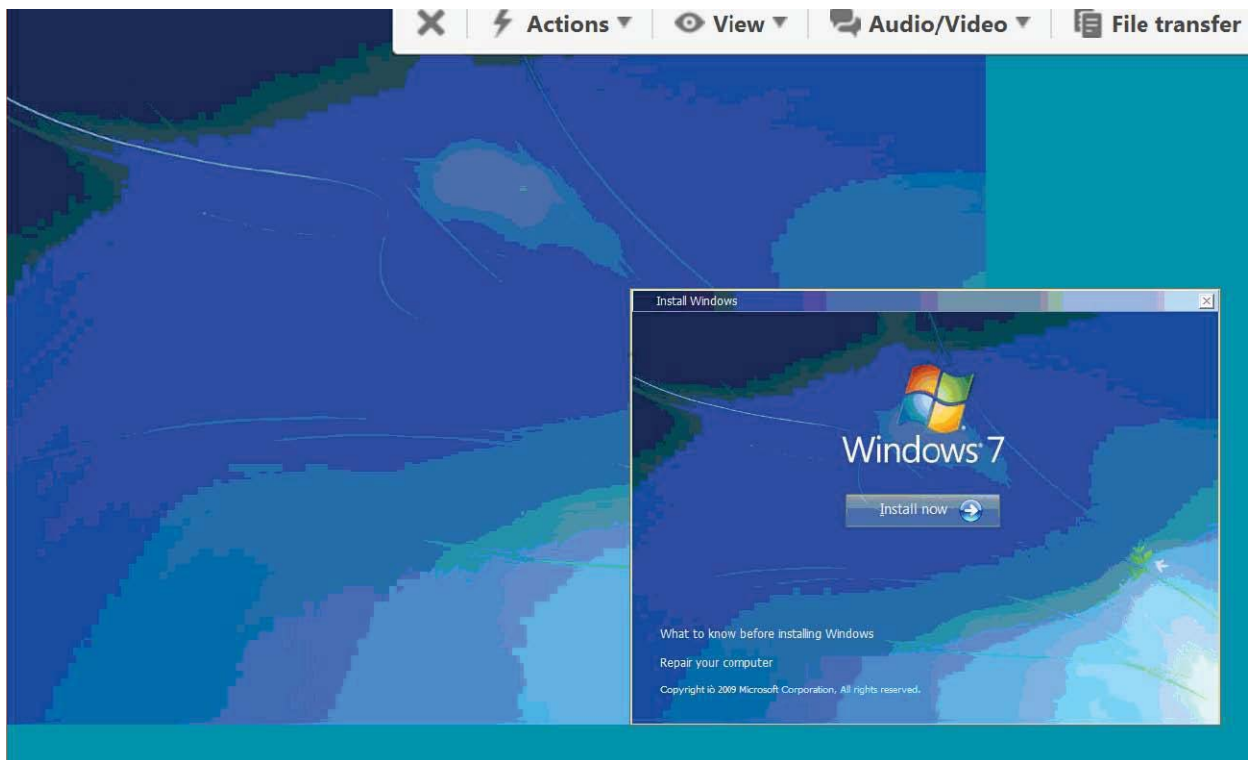 Actions
View
Audio/Video
File transfer
Install Windows
Windows 7
Install now
What to know before installing Windows
Repair your computer
Copyright iò 2009 Microsoft Corporation, All rights reserved.